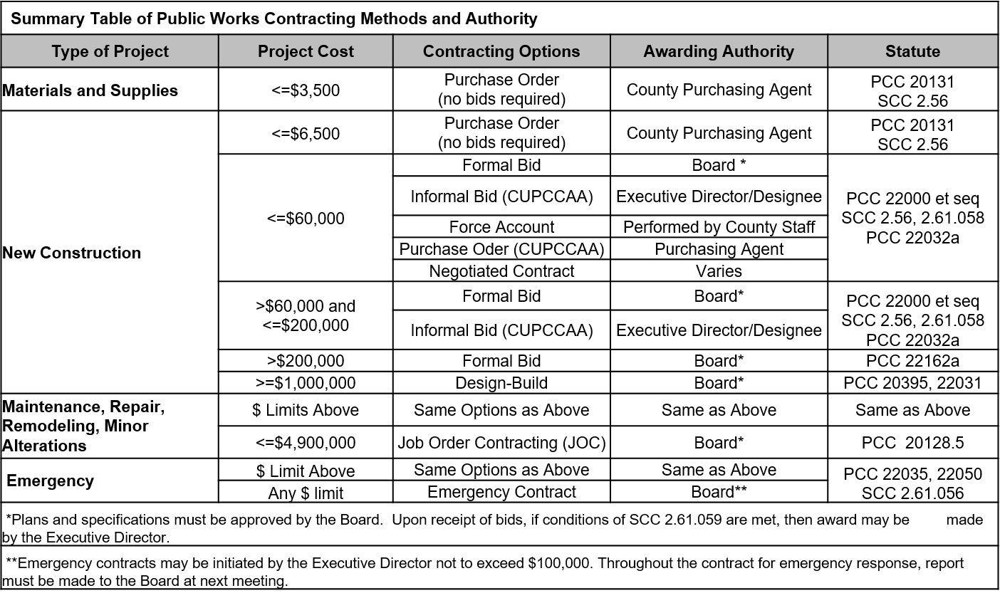 Summary Table of Public Works Contracting Methods and Authority
Type of Project Project Cost Contracting Options Awarding Authority Statute
Materials and Supplies <=$3,500 Purchase Order (no bids required) County Purchasing Agent PCC 20131 SCC 2.56
New Construction
<=$6,500 Purchase Order (no bids required) County Purchasing Agent PCC 20131 SCC 2.56
<=$60,000
Formal Bid Board *
Informal Bid (CUPCCAA) Executive Director/Designee
Force Account Performed by County Staff
Purchase Oder (CUPCCAA) Purchasing Agent
Negotiated Contract Varies
PCC 22000 et seq
SCC 2.56, 2.61.058
PCC 22032a
>$60,000 and
<=$200,000
Formal Bid Board*
Informal Bid (CUPCCAA) Executive Director/Designee
PCC 22000 et seq
SCC 2.56, 2.61.058
PCC 22032a
>$200,000 Formal Bid Board* PCC 22162a
>=$1,000,000 Design-Build Board* PCC 20395, 22031
Maintenance, Repair,
Remodeling, Minor
Alterations
$ Limits Above Same Options as Above Same as Above Same as Above
<=$4,900,000 Job Order Contracting (JOC) Board* PCC  20128.5
Emergency
$ Limit Above Same Options as Above Same as Above
Any $ limit Emergency Contract Board**
PCC 22035, 22050
SCC 2.61.056
*Plans and specifications must be approved by the Board.  Upon receipt of bids, if conditions of SCC 2.61.059 are met, then award may be made
by the Executive Director.
**Emergency contracts may be initiated by the Executive Director not to exceed $100,000. Throughout the contract for emergency response, report
must be made to the Board at next meeting.